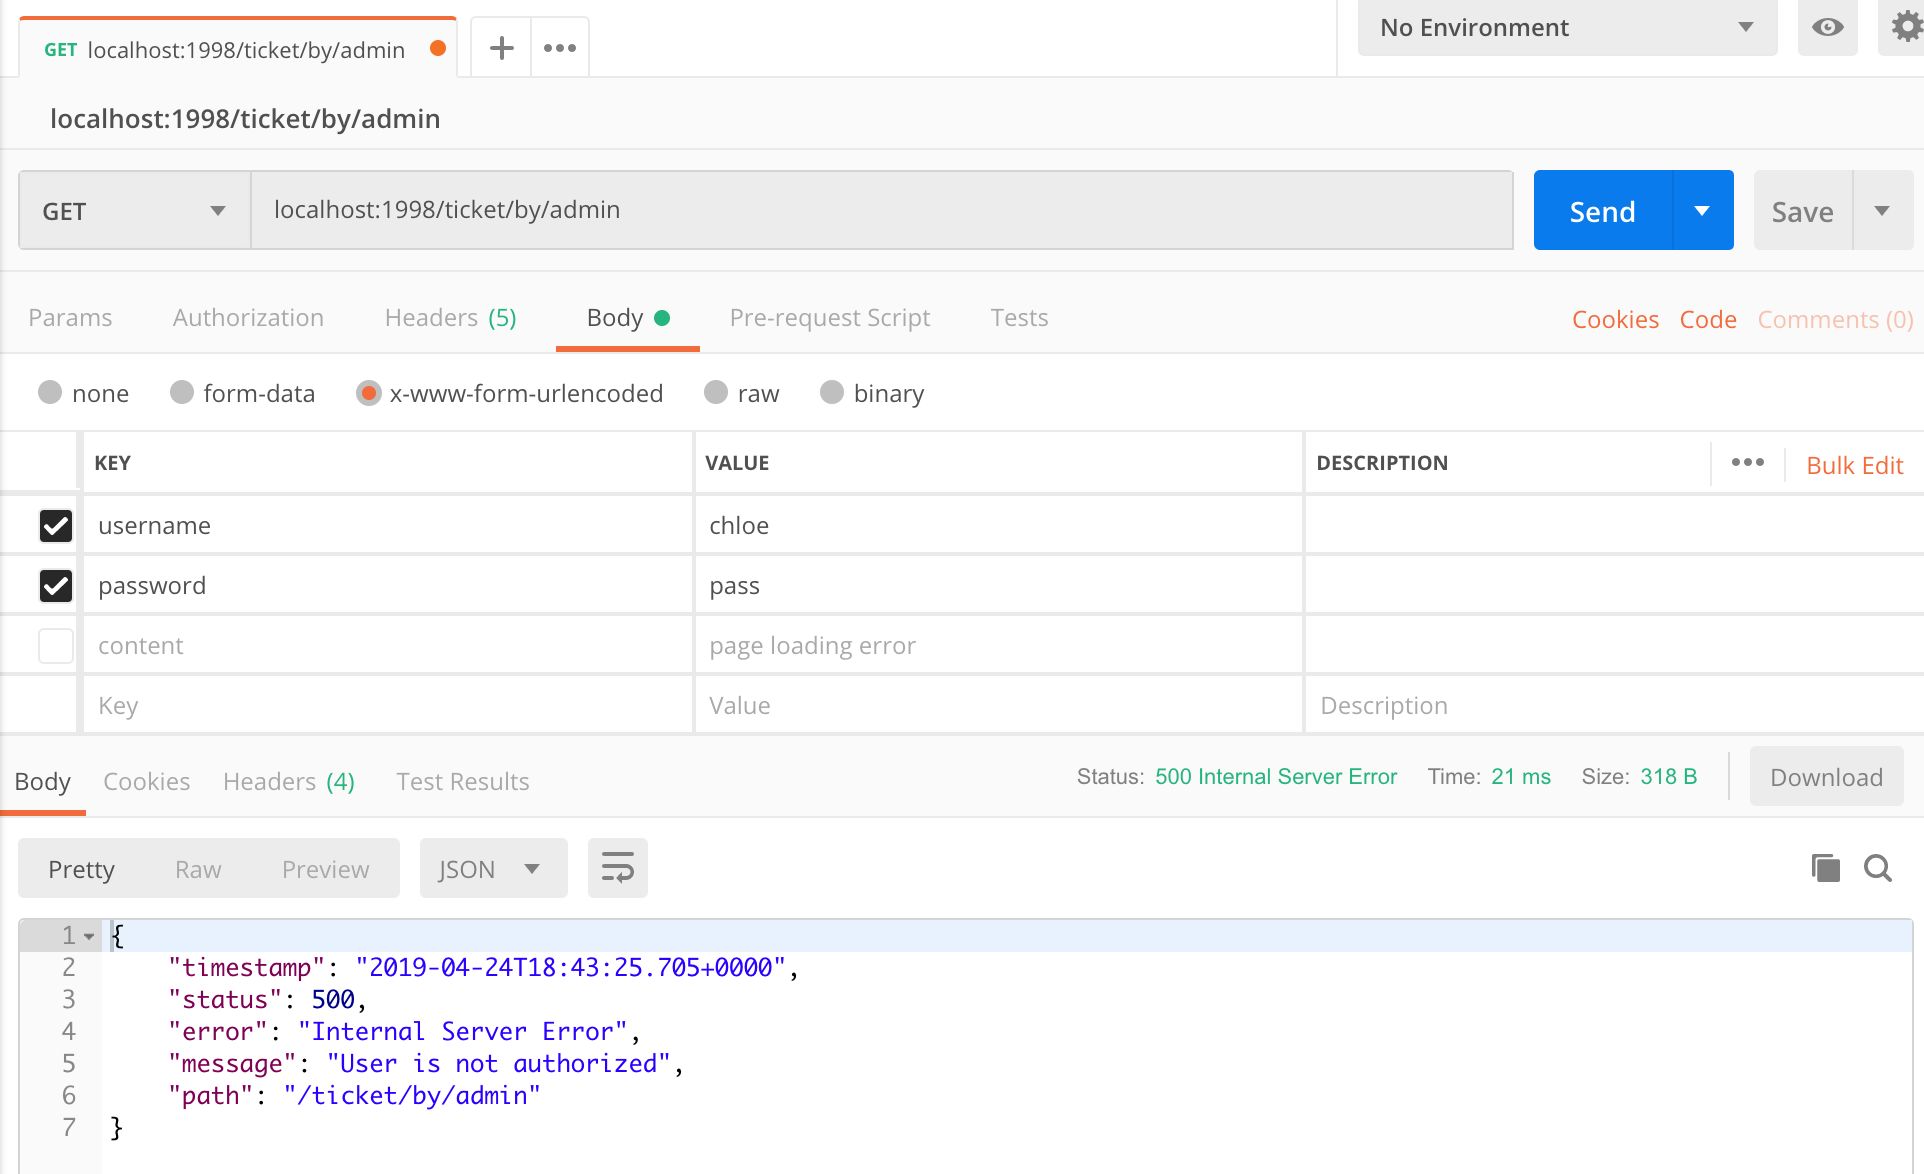 GET localhost:1998/ticket/by/admin
No Environment
localhost:1998/ticket/by/admin
GET localhost:1998/ticket/by/admin Send Save
Params Authorization Headers (5) Body Pre-request Script Tests Cookies Code Comments (0)
none form-data x-www-form-urlencoded raw binary
KEY VALUE DESCRIPTION Bulk Edit
username chloe
password pass
content page loading error
Key Value Description
Body Cookies Headers (4) Test Results Status: 500 Internal Server Error Time: 21 ms Size: 318 B Download
Pretty Raw Preview JSON
1 {
2 "timestamp": "2019-04-24T18:43:25.705+0000",
3 "status": 500,
4 "error": "Internal Server Error",
5 "message": "User is not authorized",
6 "path": "/ticket/by/admin"
7 }